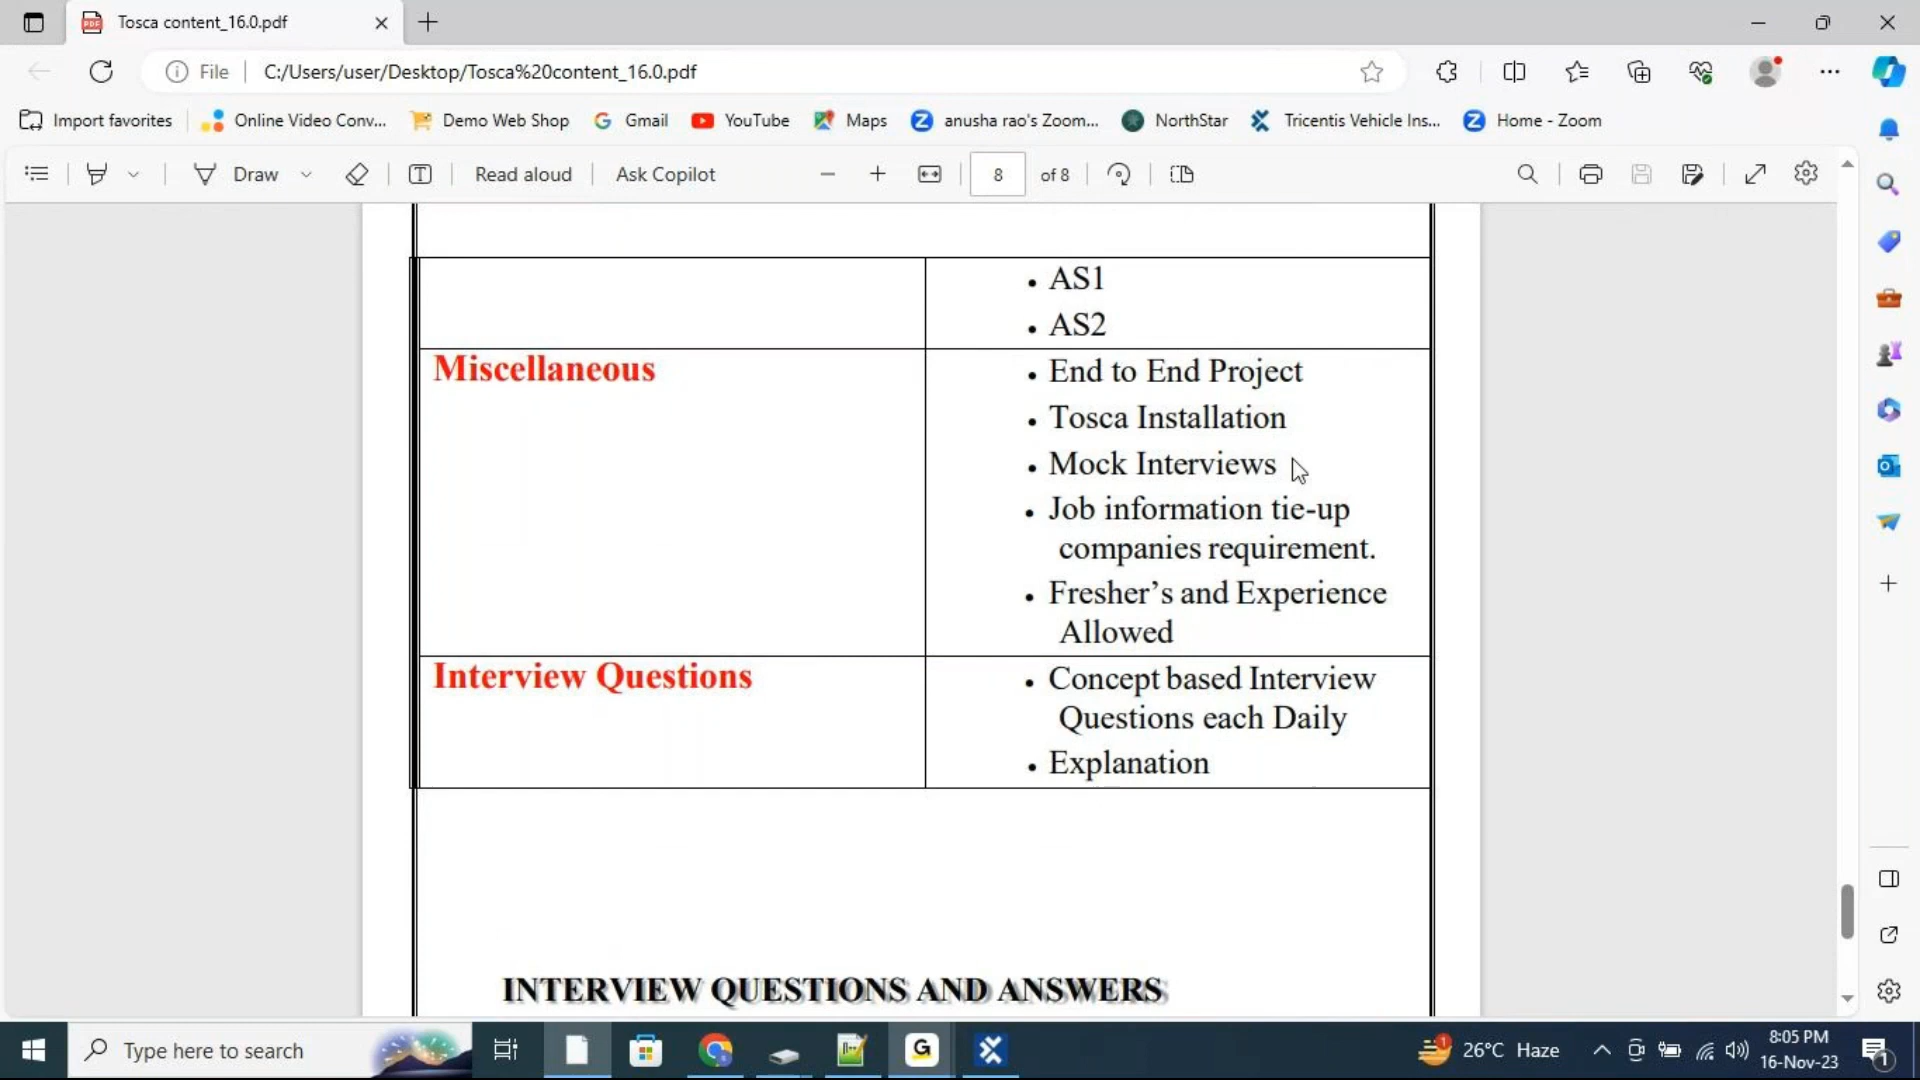 Tosca content_16.0.pdf
File
C:/Users/user/Desktop/Tosca%20content_16.0.pdf
Import favorites
Online Video Conv...
Demo Web Shop
Gmail
YouTube
Maps
anusha rao's Zoom...
NorthStar
Tricentis Vehicle Ins...
Home - Zoom
Draw
Read aloud
Ask Copilot
8
of 8
• AS1
• AS2
Miscellaneous
• End to End Project
• Tosca Installation
• Mock Interviews
• Job information tie-up
companies requirement.
• Fresher's and Experience
Allowed
Interview Questions
• Concept based Interview
Questions each Daily
• Explanation
INTERVIEW QUESTIONS AND ANSWERS
Type here to search
26°C Haze
8:05 PM
16-Nov-23
1